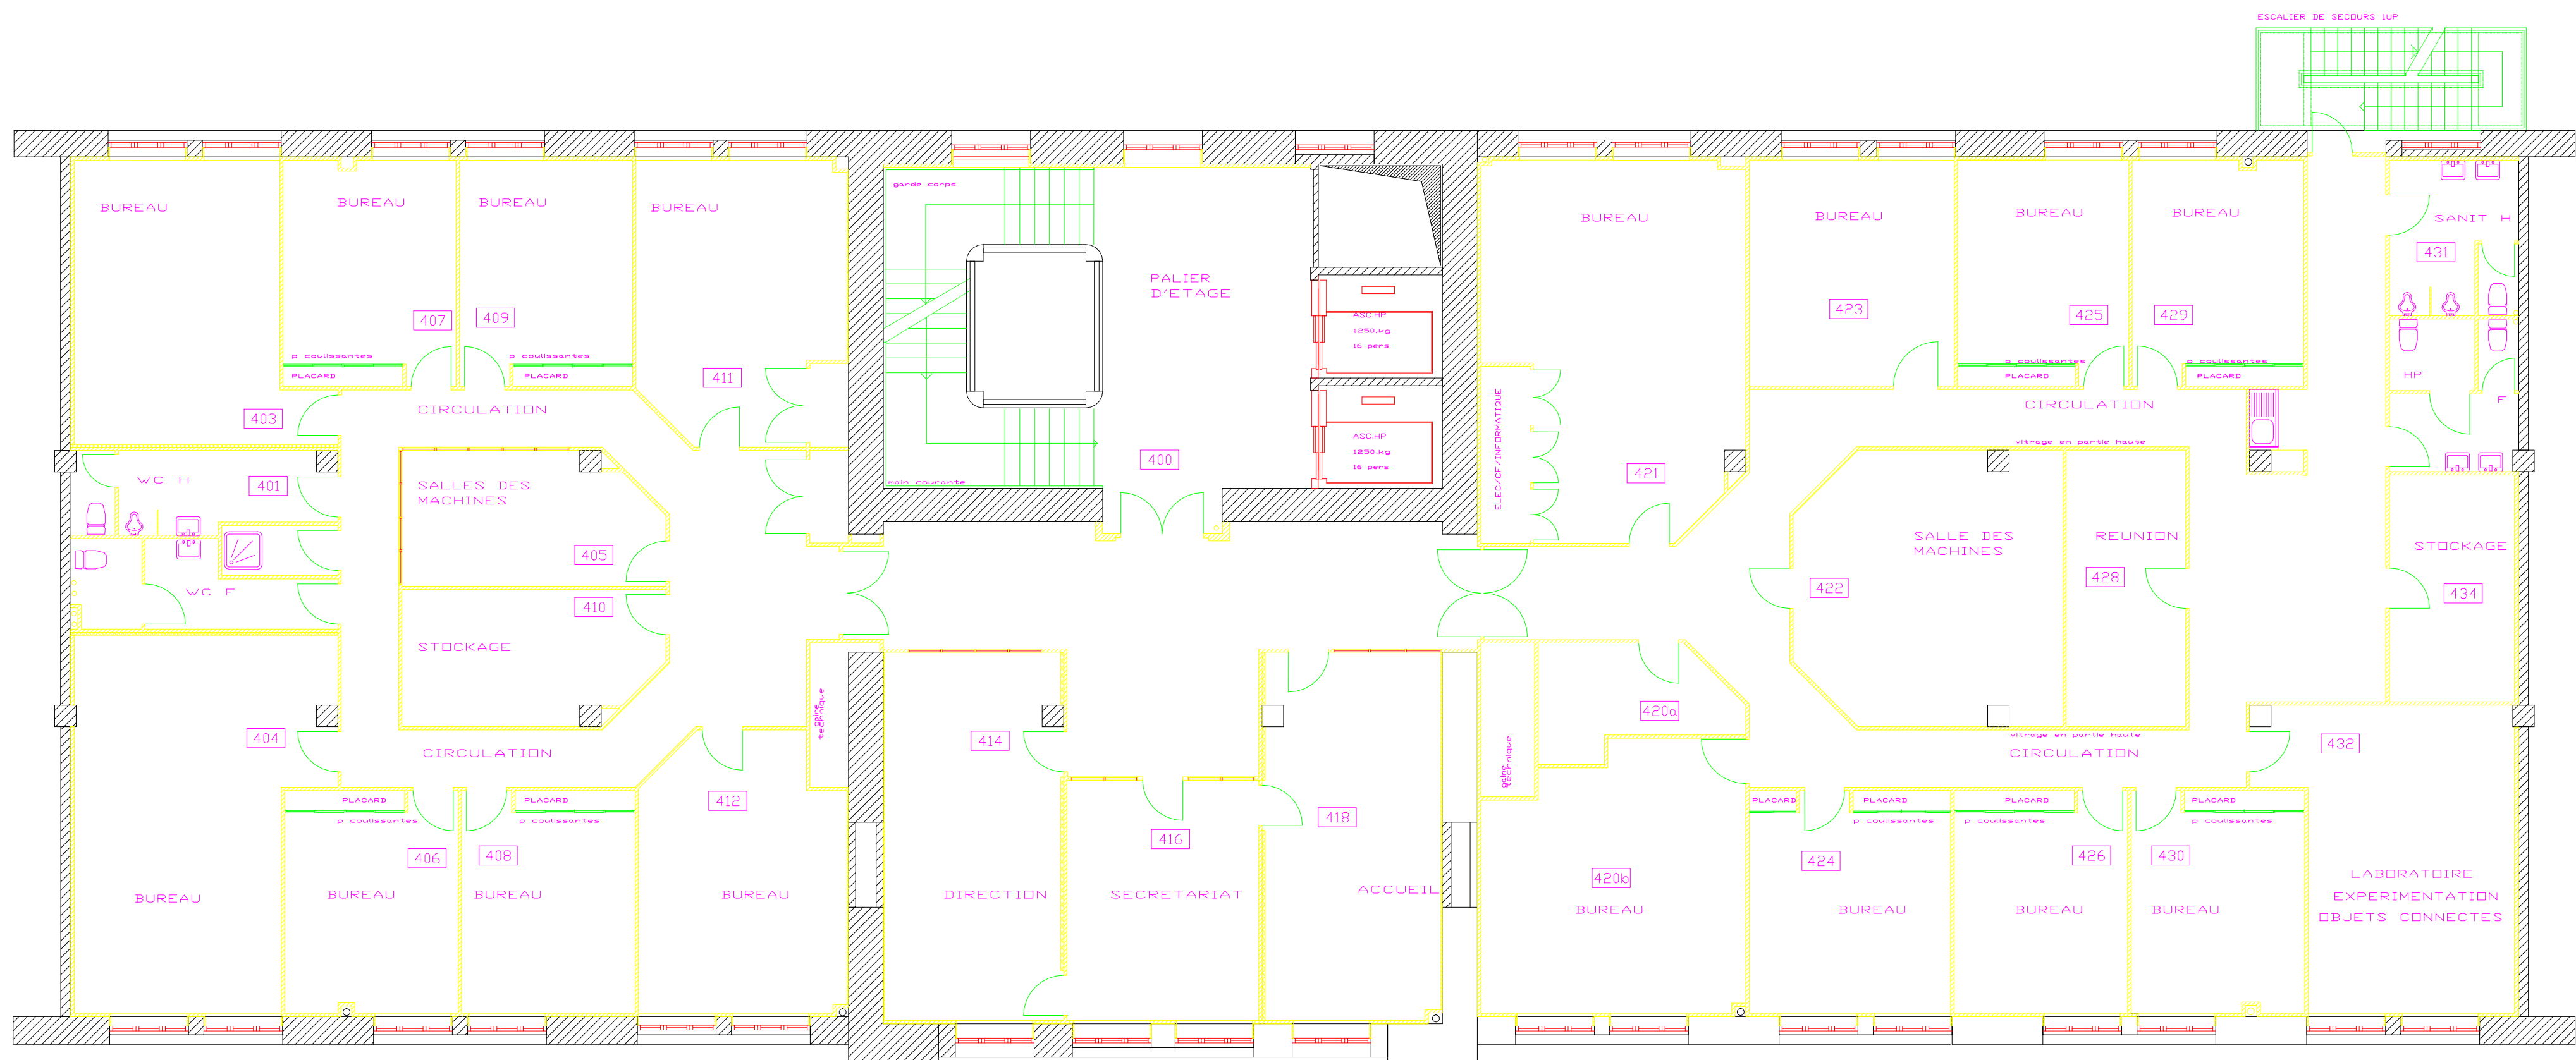 ESCALIER DE SECOURS 1UP
BUREAU
BUREAU
BUREAU
BUREAU
garde corps
BUREAU
BUREAU
BUREAU
BUREAU
SANIT H
431
PALIER
D'ETAGE
407
409
ASC.HP
1250.kg
16 pers
423
425
429
p coulissantes
p coulissantes
p coulissantes
p coulissantes
PLACARD
PLACARD
411
PLACARD
PLACARD
HP
403
CIRCULATION
ELEC/CF/INFORMATIQUE
CIRCULATION
F
ASC.HP
1250.kg
16 pers
vitrage en partie haute
400
421
WC H
401
SALLES DES
MACHINES
main courante
405
SALLE DES
MACHINES
REUNION
STOCKAGE
WC F
410
422
428
434
STOCKAGE
gaine
technique
420a
404
CIRCULATION
414
gaine
technique
vitrage en partie haute
CIRCULATION
432
PLACARD
PLACARD
412
PLACARD
PLACARD
PLACARD
PLACARD
p coulissantes
p coulissantes
418
p coulissantes
p coulissantes
p coulissantes
416
406
408
424
426
430
420b
BUREAU
BUREAU
BUREAU
BUREAU
DIRECTION
SECRETARIAT
ACCUEIL
BUREAU
BUREAU
BUREAU
BUREAU
LABORATOIRE
EXPERIMENTATION
OBJETS CONNECTES